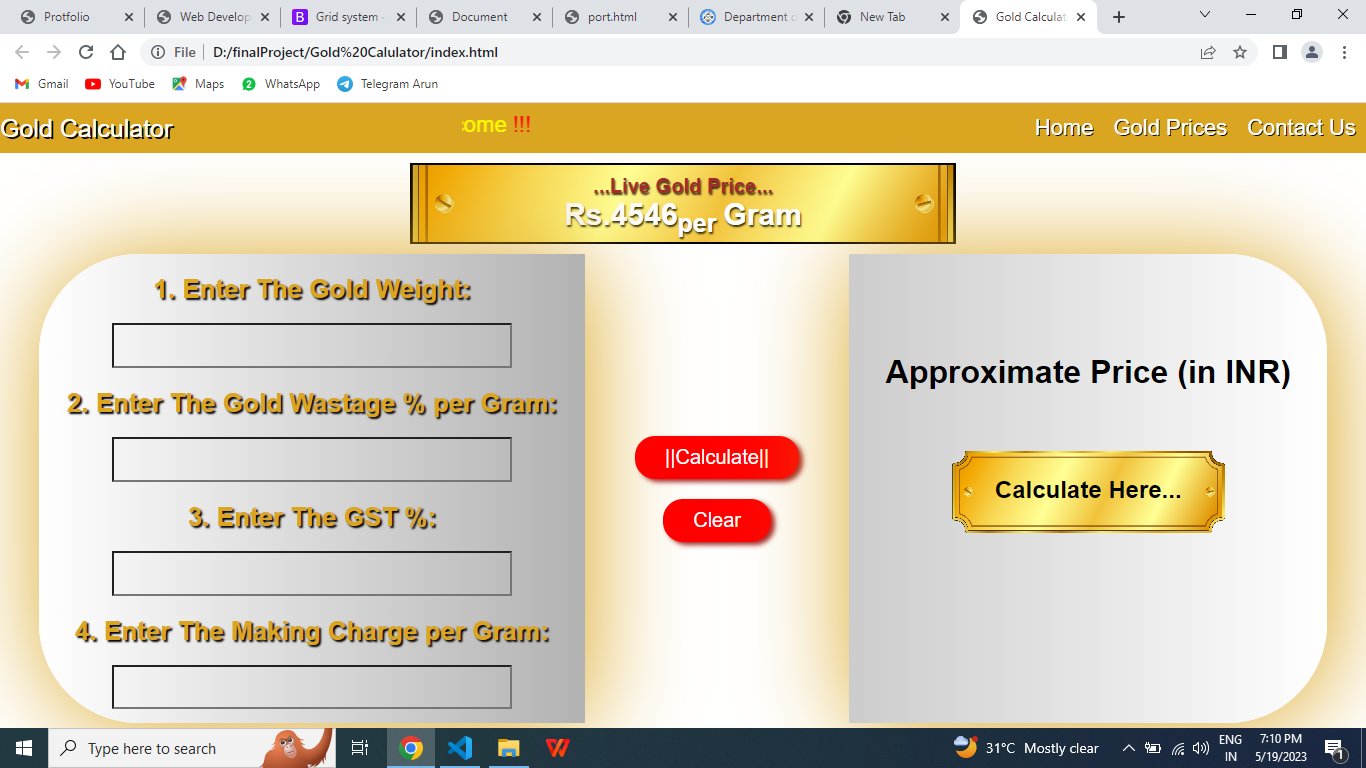 Protfolio
Web Develop
Grid system
Document
port.html
Department
New Tab
Gold Calculat
File D:/finalProject/Gold%20Calulator/index.html
Gmail YouTube Maps WhatsApp Telegram Arun
Gold Calculator
ome !!!
Home Gold Prices Contact Us
...Live Gold Price...
Rs.4546per Gram
1. Enter The Gold Weight:
2. Enter The Gold Wastage % per Gram:
3. Enter The GST %:
4. Enter The Making Charge per Gram:
||Calculate||
Clear
Approximate Price (in INR)
Calculate Here...
Type here to search
31°C Mostly clear
ENG
IN
7:10 PM
5/19/2023
1